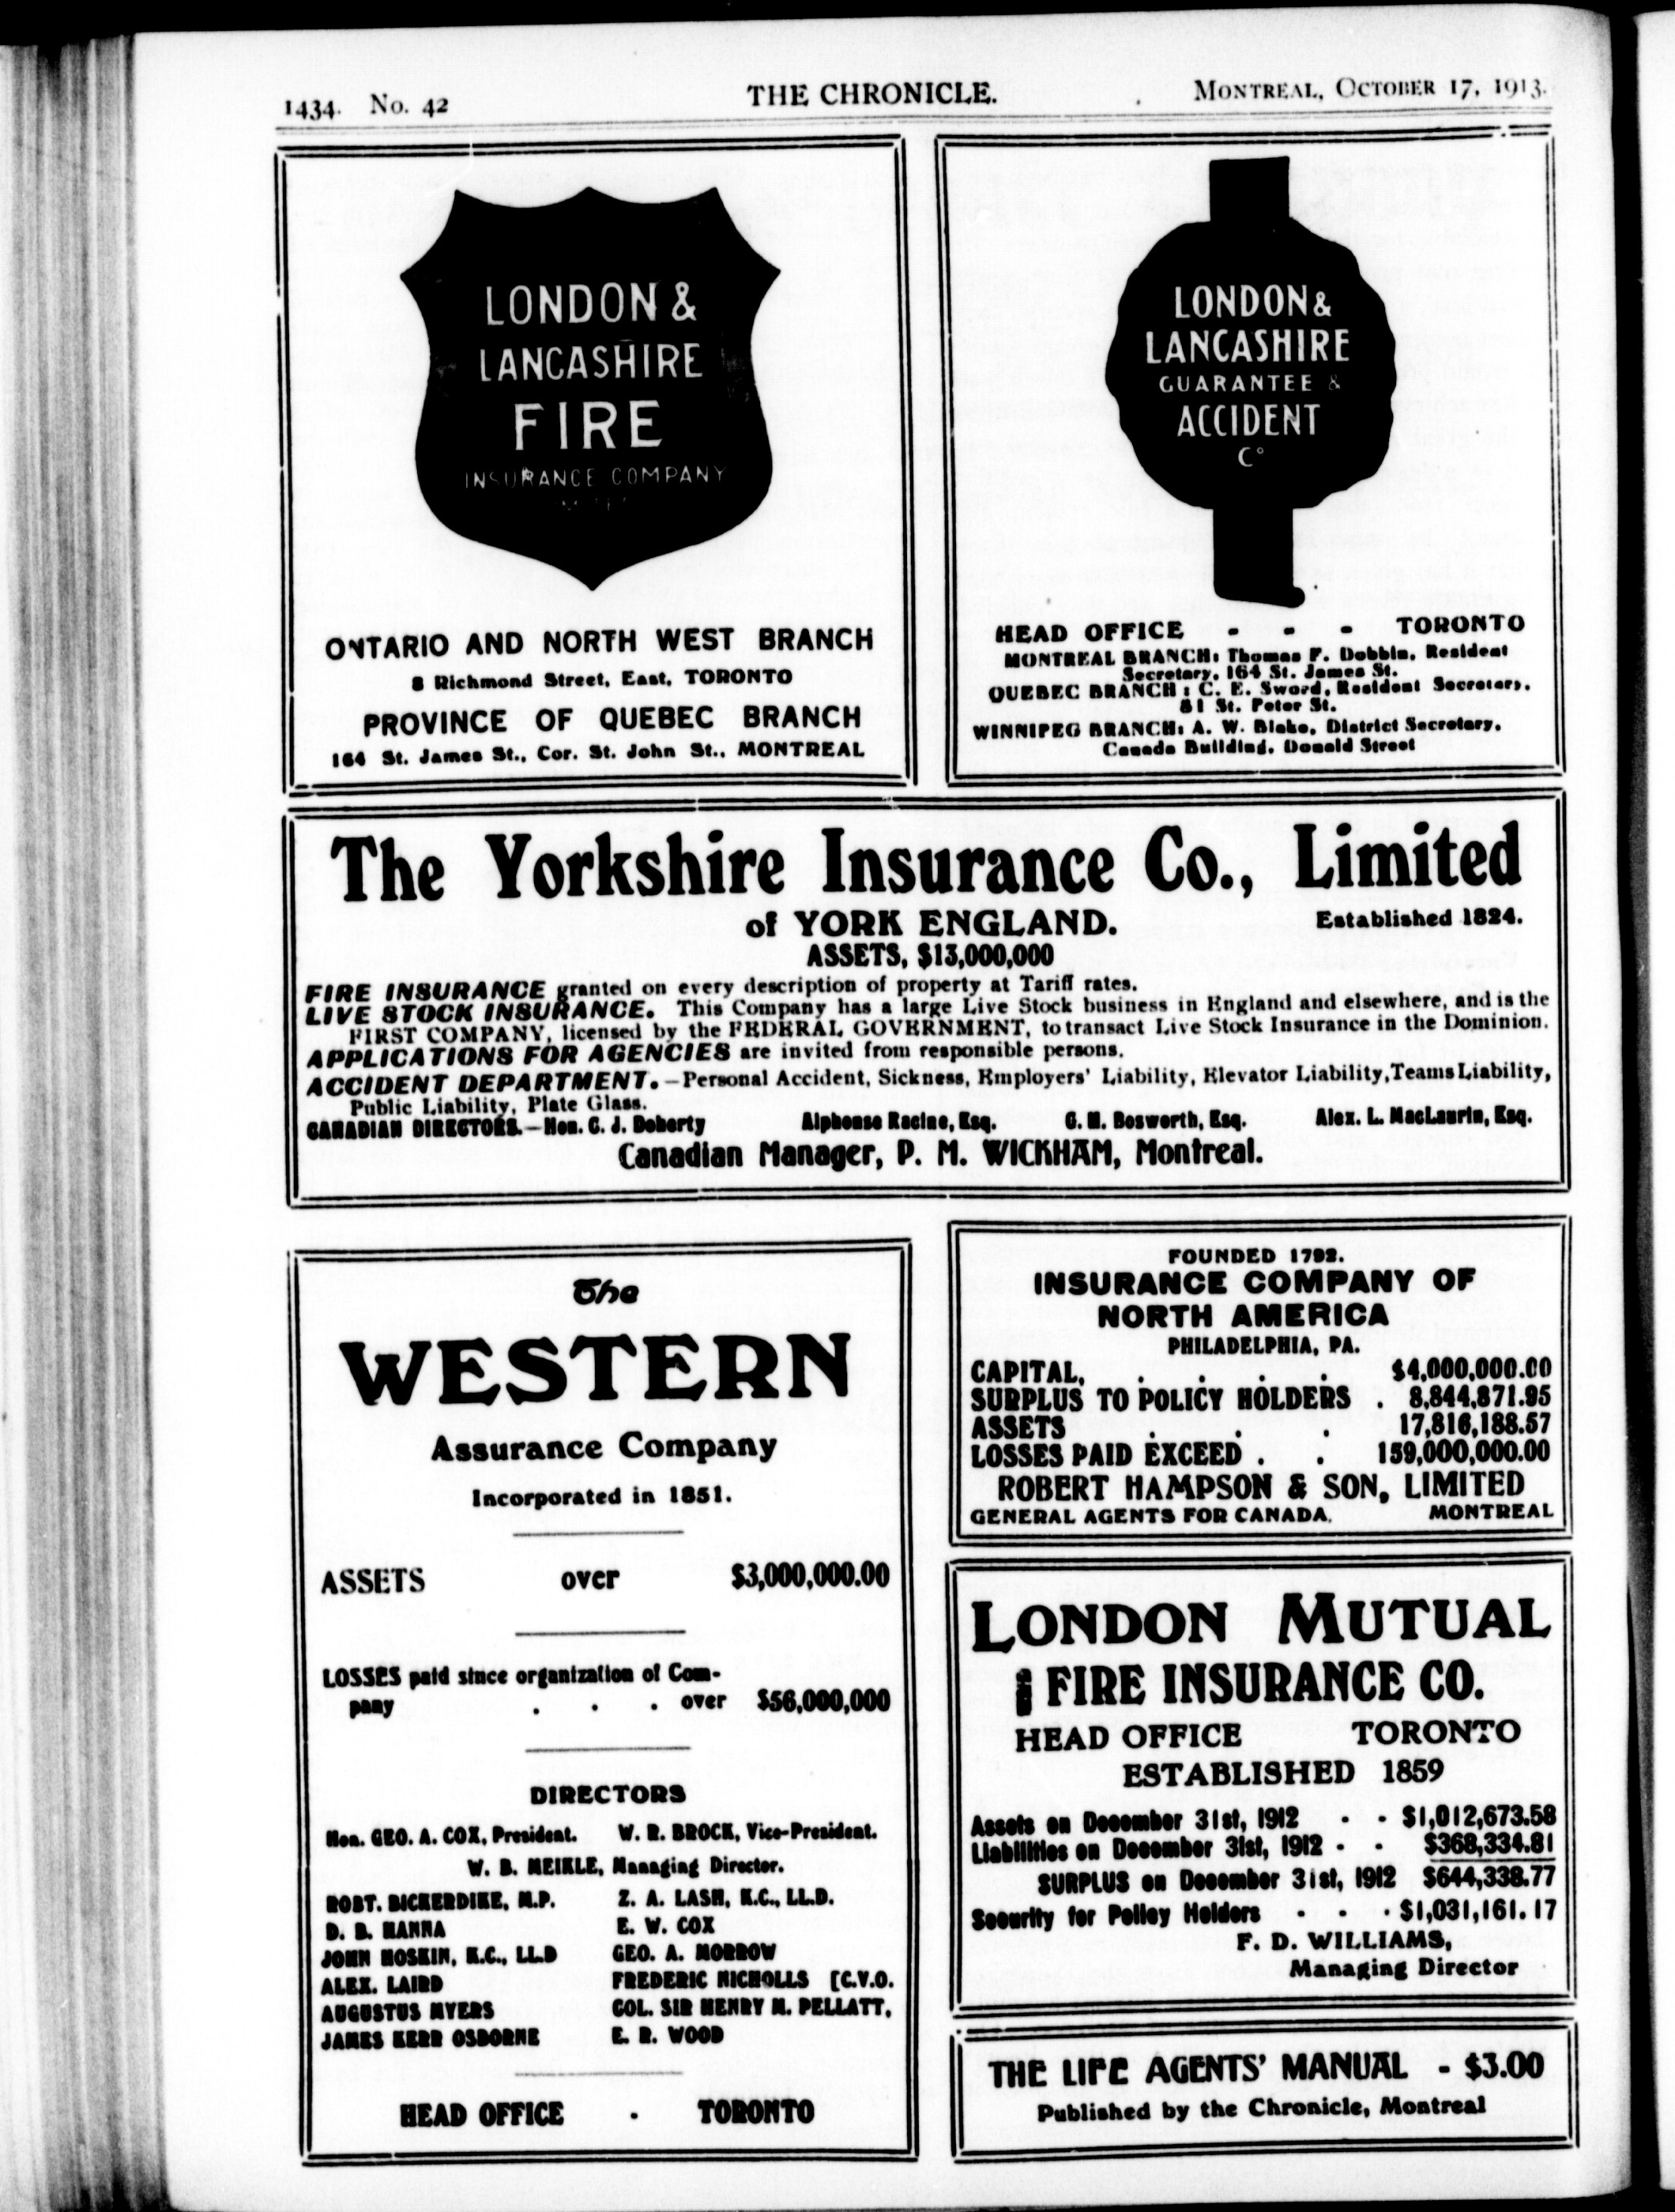 1434. No. 42
THE CHRONICLE.
MONTREAL, OCTOBER 17, 1913.
LONDON &
LANCASHIRE
FIRE
INSURANCE COMPANY
ONTARIO AND NORTH WEST BRANCH
8 Richmond Street, East, TORONTO
PROVINCE OF QUEBEC BRANCH
164 St. James St., Cor. St. John St., MONTREAL
LONDON &
LANCASHIRE
GUARANTEE &
ACCIDENT
Co
HEAD OFFICE - - - TORONTO
MONTREAL BRANCH: Thomas F. Dobbin, Resident
Secretary, 164 St. James St.
QUEBEC BRANCH: C. E. Sword, Resident Secretary.
81 St. Peter St.
WINNIPEG BRANCH: A. W. Blake, District Secretary.
Canada Building, Donald Street
The Yorkshire Insurance Co., Limited
of YORK ENGLAND. Established 1824.
ASSETS, $13,000,000
FIRE INSURANCE granted on every description of property at Tariff rates.
LIVE STOCK INSURANCE. This Company has a large Live Stock business in England and elsewhere, and is the
FIRST COMPANY, licensed by the FEDERAL GOVERNMENT, to transact Live Stock Insurance in the Dominion.
APPLICATIONS FOR AGENCIES are invited from responsible persons.
ACCIDENT DEPARTMENT.—Personal Accident, Sickness, Employers' Liability, Elevator Liability, Teams Liability,
Public Liability, Plate Glass.
CANADIAN DIRECTORS.—Hon. C. J. Doherty Alphonse Racine, Esq. G. M. Bosworth, Esq. Alex. L. MacLaurin, Esq.
Canadian Manager, P. M. WICKHAM, Montreal.
The
WESTERN
Assurance Company
Incorporated in 1851.
ASSETS over $3,000,000.00
LOSSES paid since organization of Com-
pany . . . over $56,000,000
DIRECTORS
Hon. GEO. A. COX, President. W. R. BROCK, Vice-President.
W. B. MEIKLE, Managing Director.
ROBT. BICKERDIKE, M.P. Z. A. LASH, K.C., LL.D.
D. B. HANNA E. W. COX
JOHN HOSKIN, K.C., LL.D GEO. A. MORROW
ALEX. LAIRD FREDERIC NICHOLLS [C.V.O.
AUGUSTUS MYERS COL. SIR HENRY M. PELLATT,
JAMES KERR OSBORNE E. R. WOOD
HEAD OFFICE . TORONTO
FOUNDED 1792.
INSURANCE COMPANY OF
NORTH AMERICA
PHILADELPHIA, PA.
CAPITAL, . . . . $4,000,000.00
SURPLUS TO POLICY HOLDERS . 8,844,871.95
ASSETS . . . 17,816,188.57
LOSSES PAID EXCEED . . 159,000,000.00
ROBERT HAMPSON & SON, LIMITED
GENERAL AGENTS FOR CANADA. MONTREAL
LONDON MUTUAL
FIRE INSURANCE CO.
HEAD OFFICE TORONTO
ESTABLISHED 1859
Assets on December 31st, 1912 - - $1,012,673.58
Liabilities on December 31st, 1912 - - $368,334.81
SURPLUS on December 31st, 1912 $644,338.77
Security for Policy Holders - - - $1,031,161.17
F. D. WILLIAMS,
Managing Director
THE LIFE AGENTS' MANUAL - $3.00
Published by the Chronicle, Montreal